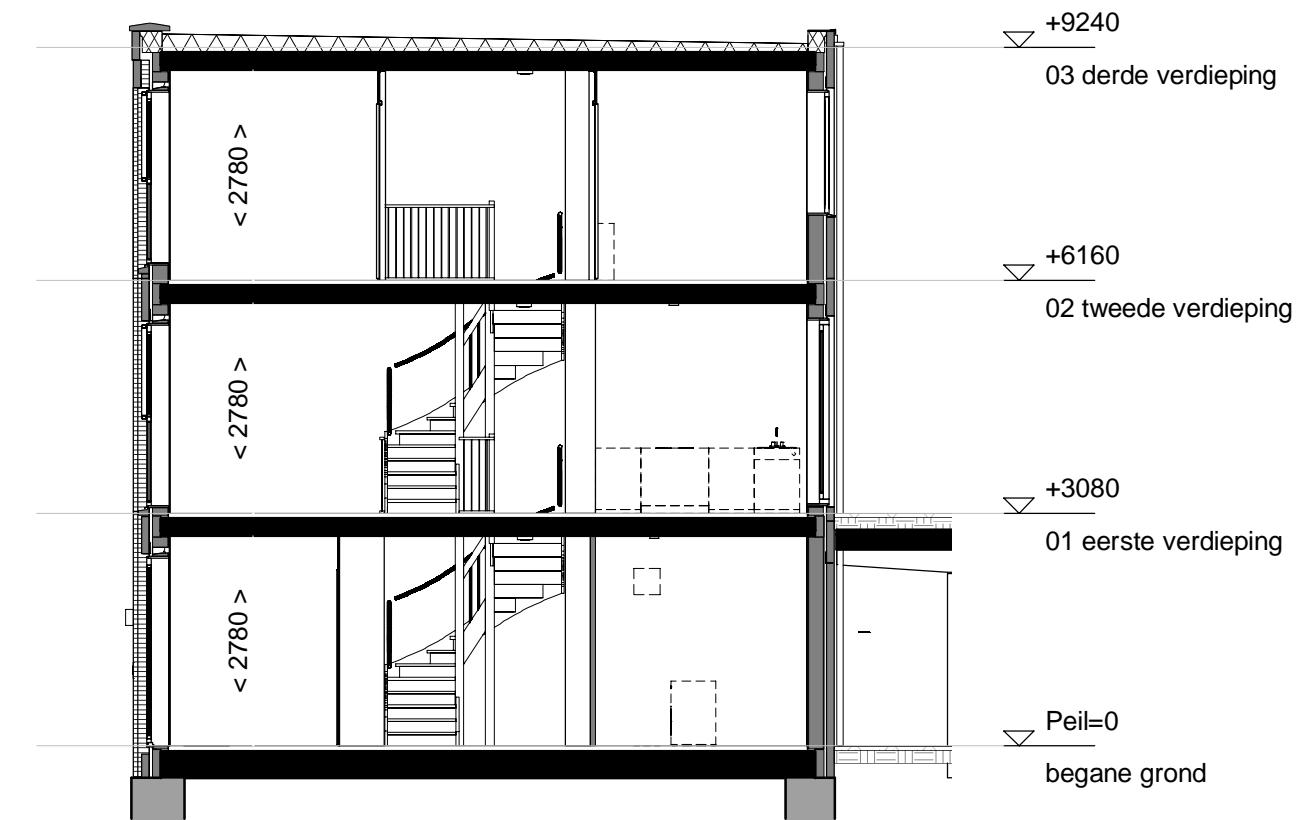 +9240
03 derde verdieping
< 2780 >
+6160
02 tweede verdieping
< 2780 >
+3080
01 eerste verdieping
< 2780 >
Peil=0
begane grond